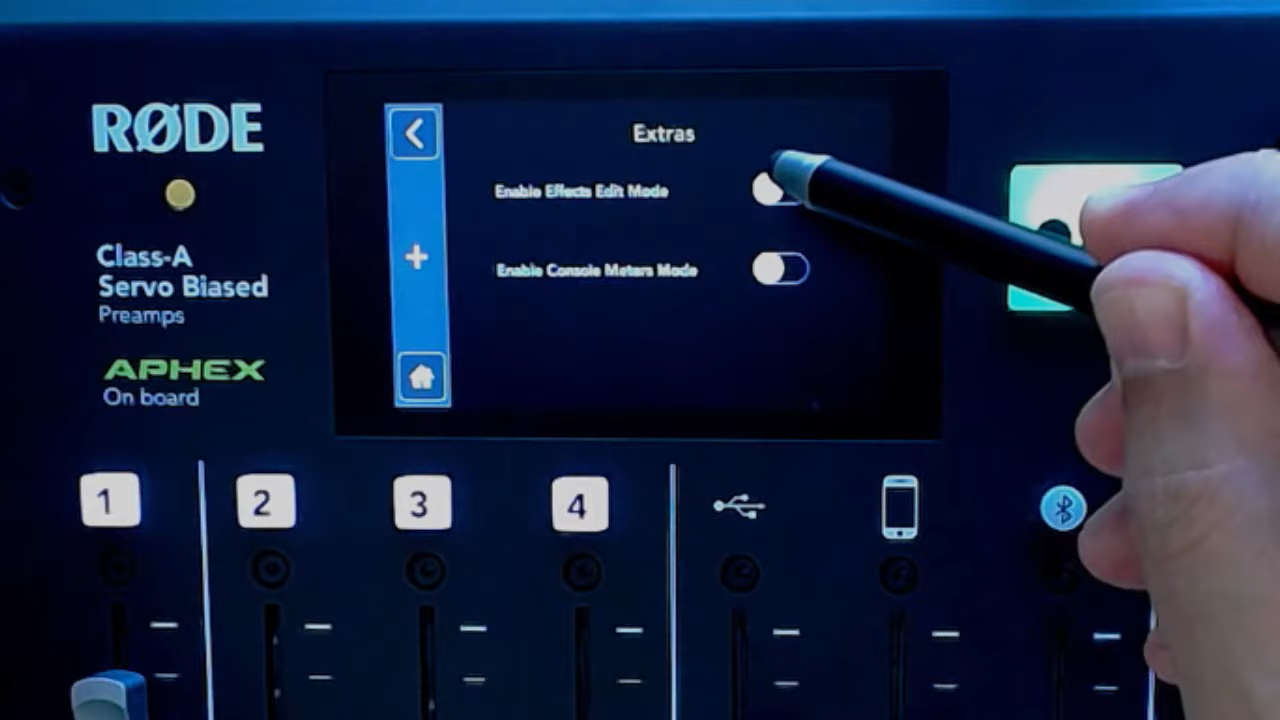 RØDE
Class-A
Servo Biased
Preamps
APHEX
On board
Extras
Enable Effects Edit Mode
Enable Console Meters Mode
1
2
3
4